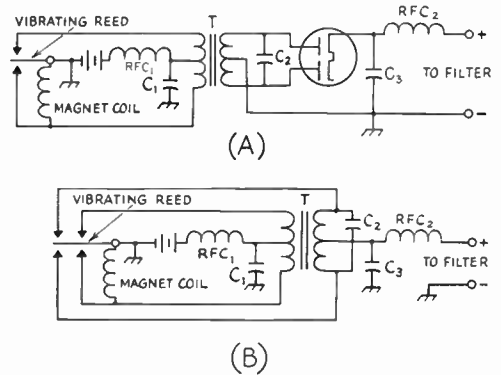 VIBRATING REED
T
RFC2
+
RFC1
C1
C2
C3
TO FILTER
MAGNET COIL
−
(A)
VIBRATING REED
T
C2
RFC2
+
RFC1
C1
C3
TO FILTER
MAGNET COIL
−
(B)